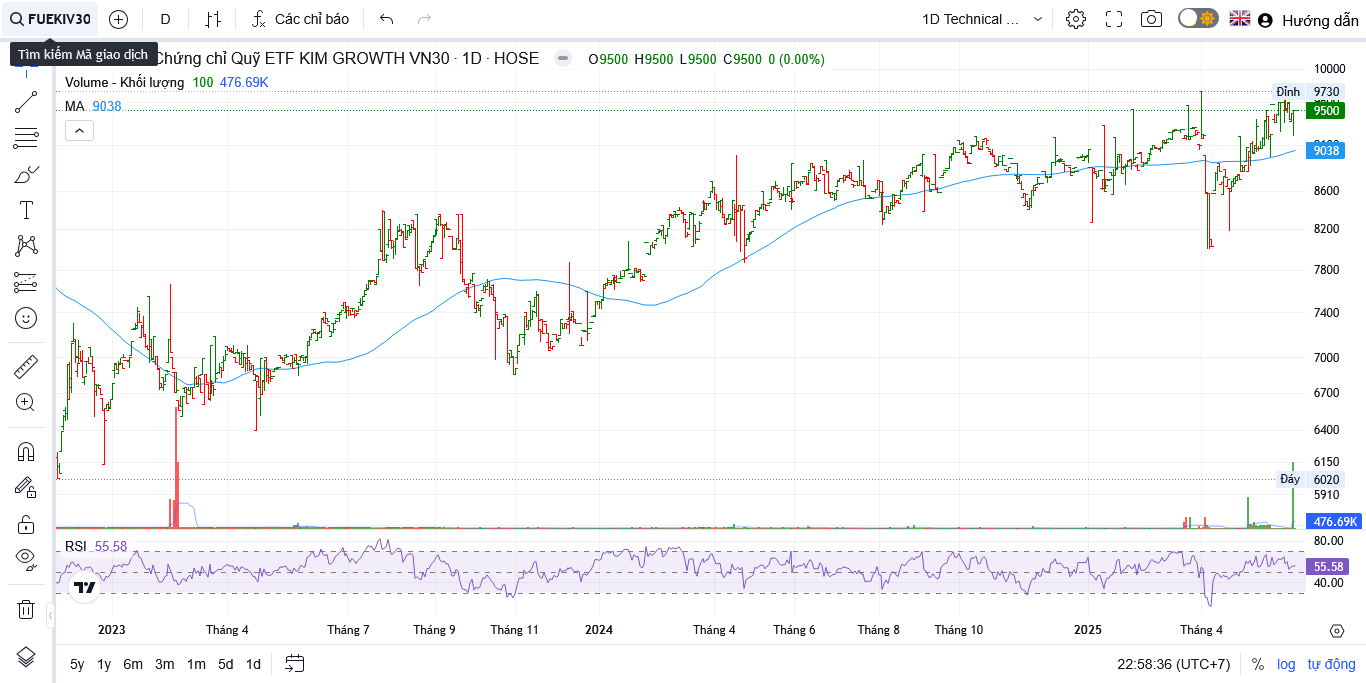 FUEKIV30 D Các chỉ báo 1D Technical ... Hướng dẫn
Tìm kiếm Mã giao dịch
Chứng chỉ Quỹ ETF KIM GROWTH VN30 · 1D · HOSE O9500 H9500 L9500 C9500 0 (0.00%)
Volume - Khối lượng 100 476.69K
MA 9038
10000
Đỉnh 9730
9500
9038
8600
8200
7800
7400
7000
6700
6400
6150
Đáy 6020
5910
476.69K
RSI 55.58
80.00
55.58
40.00
2023 Tháng 4 Tháng 7 Tháng 9 Tháng 11 2024 Tháng 4 Tháng 6 Tháng 8 Tháng 10 2025 Tháng 4
5y 1y 6m 3m 1m 5d 1d 22:58:36 (UTC+7) % log tự động